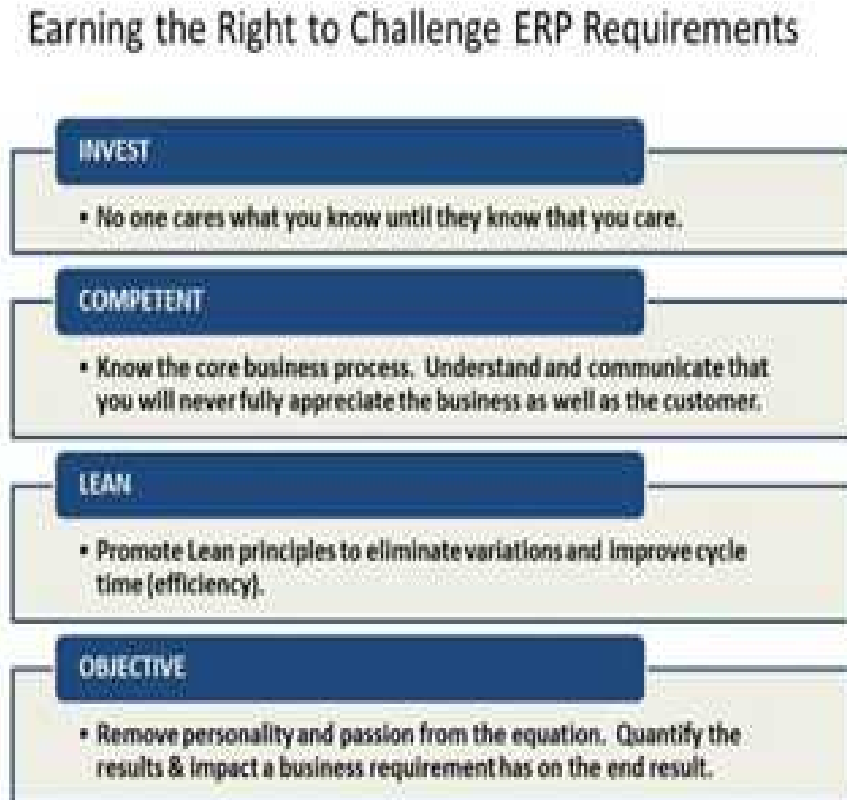 Earning the Right to Challenge ERP Requirements
INVEST
• No one cares what you know until they know that you care.
COMPETENT
• Know the core business process. Understand and communicate that
you will never fully appreciate the business as well as the customer.
LEAN
• Promote Lean principles to eliminate variations and improve cycle
time (efficiency).
OBJECTIVE
• Remove personality and passion from the equation. Quantify the
results & impact a business requirement has on the end result.